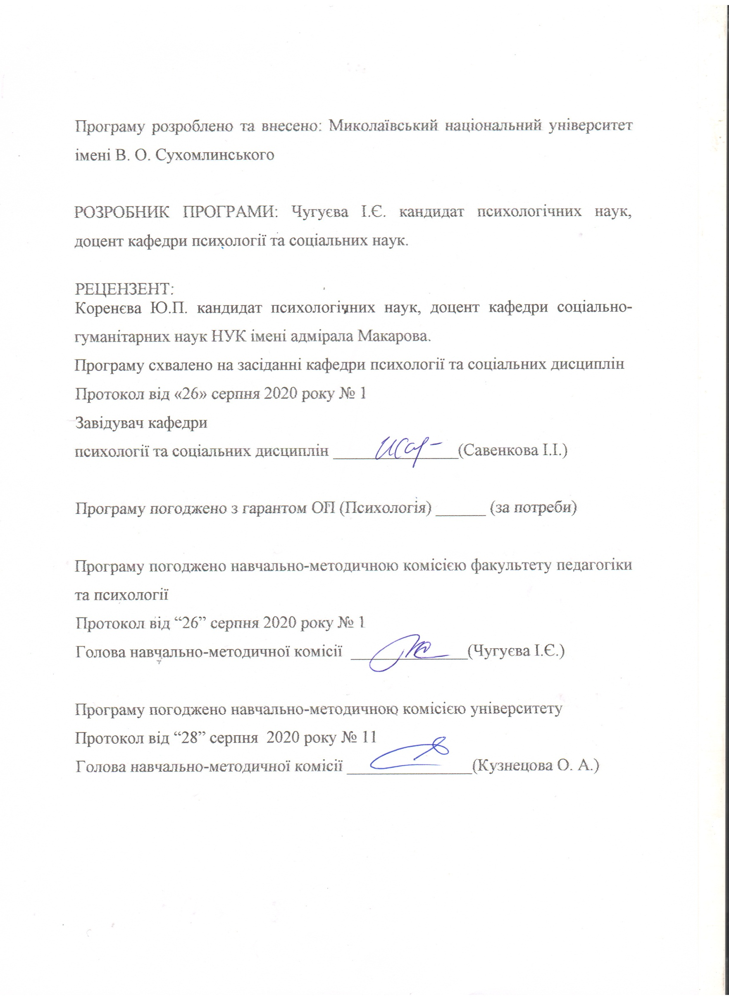 Програму розроблено та внесено: Миколаївський національний університет
імені В. О. Сухомлинського
РОЗРОБНИК ПРОГРАМИ: Чугуєва І.Є. кандидат психологічних наук,
доцент кафедри психології та соціальних наук.
РЕЦЕНЗЕНТ:
Коренєва Ю.П. кандидат психологічних наук, доцент кафедри соціально-
гуманітарних наук НУК імені адмірала Макарова.
Програму схвалено на засіданні кафедри психології та соціальних дисциплін
Протокол від «26» серпня 2020 року № 1
Завідувач кафедри
психології та соціальних дисциплін _______________(Савенкова І.І.)
Програму погоджено з гарантом ОП (Психологія) ______ (за потреби)
Програму погоджено навчально-методичною комісією факультету педагогіки
та психології
Протокол від “26” серпня 2020 року № 1
Голова навчально-методичної комісії ______________(Чугуєва І.Є.)
Програму погоджено навчально-методичною комісією університету
Протокол від “28” серпня 2020 року № 11
Голова навчально-методичної комісії _______________(Кузнецова О. А.)